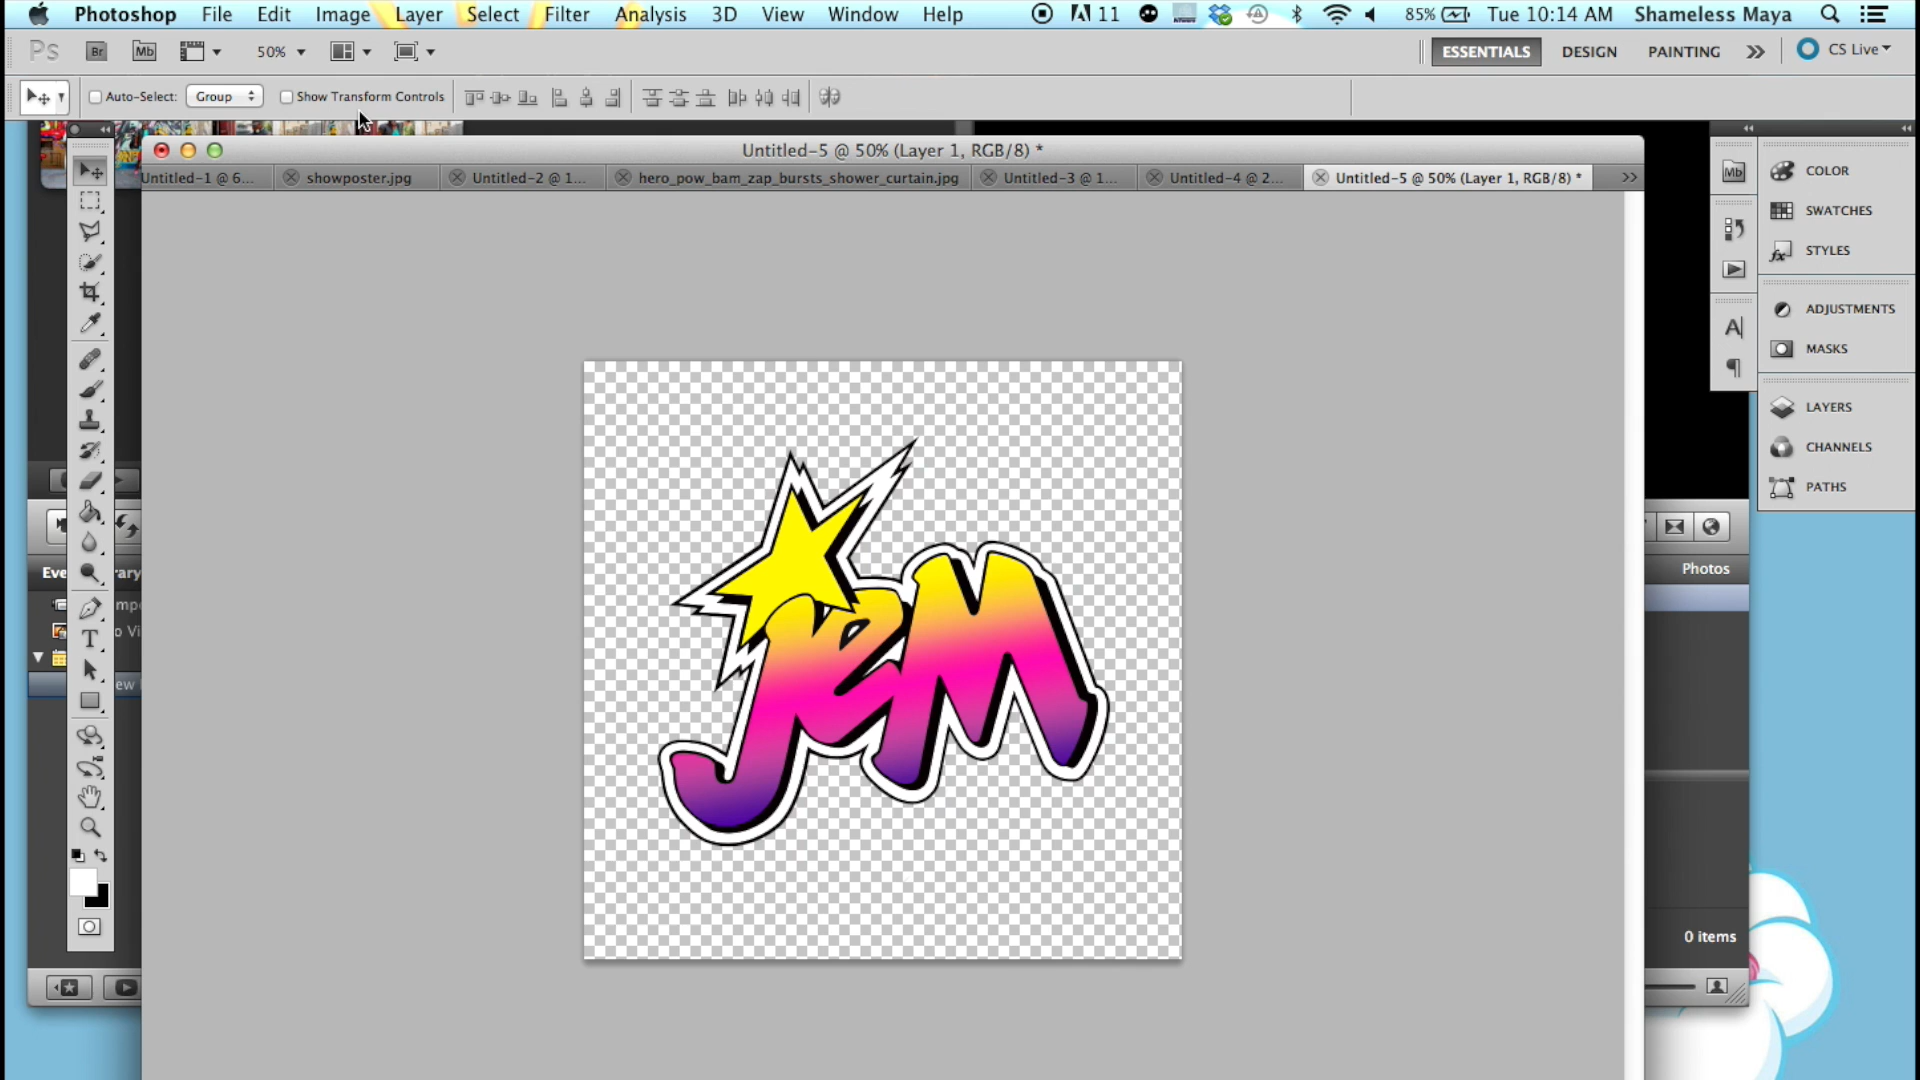 Photoshop File Edit Image Layer Select Filter Analysis 3D View Window Help 11 85% Tue 10:14 AM Shameless Maya
Ps Br Mb 50% ESSENTIALS DESIGN PAINTING >> CS Live
Auto-Select: Group Show Transform Controls
Untitled-5 @ 50% (Layer 1, RGB/8) *
Untitled-1 @ 6... showposter.jpg Untitled-2 @ 1... hero_pow_bam_zap_bursts_shower_curtain.jpg Untitled-3 @ 1... Untitled-4 @ 2... Untitled-5 @ 50% (Layer 1, RGB/8) * >>
Mb COLOR
SWATCHES
STYLES
ADJUSTMENTS
MASKS
LAYERS
CHANNELS
PATHS
Jem
Photos
0 items